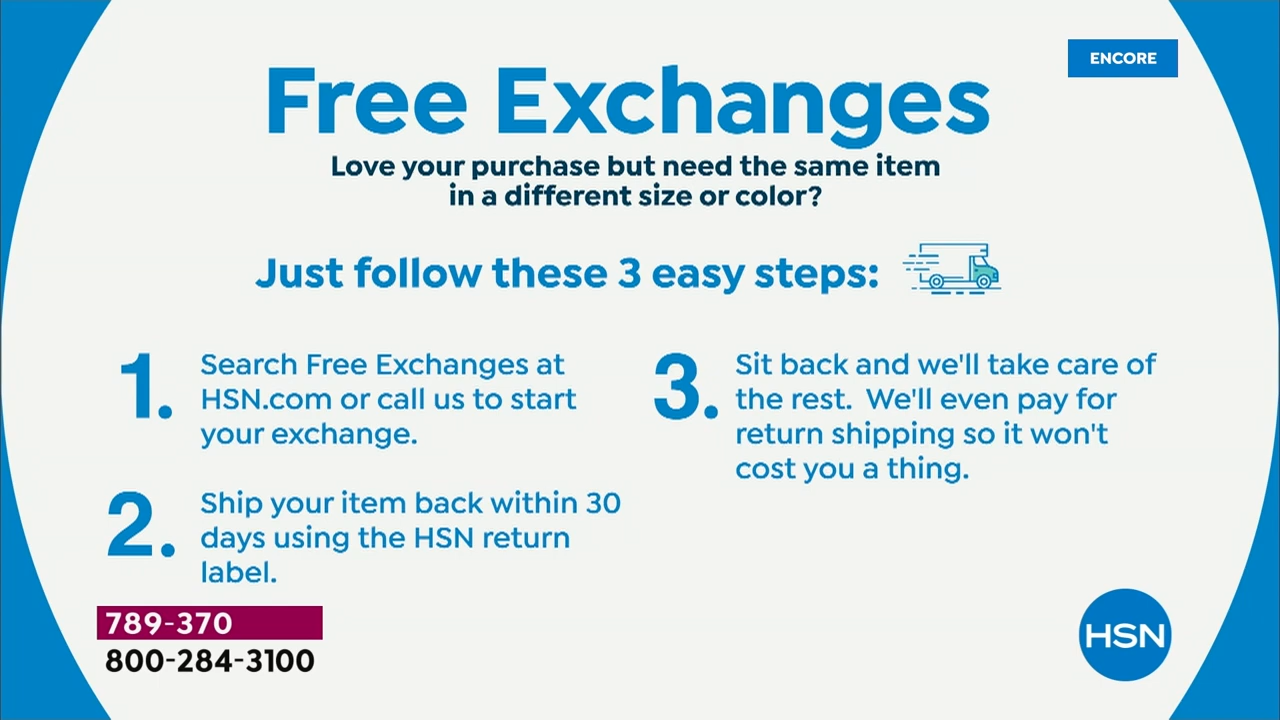 ENCORE
Free Exchanges
Love your purchase but need the same item
in a different size or color?
Just follow these 3 easy steps:
1. Search Free Exchanges at
HSN.com or call us to start
your exchange.
2. Ship your item back within 30
days using the HSN return
label.
3. Sit back and we'll take care of
the rest. We'll even pay for
return shipping so it won't
cost you a thing.
789-370
800-284-3100
HSN